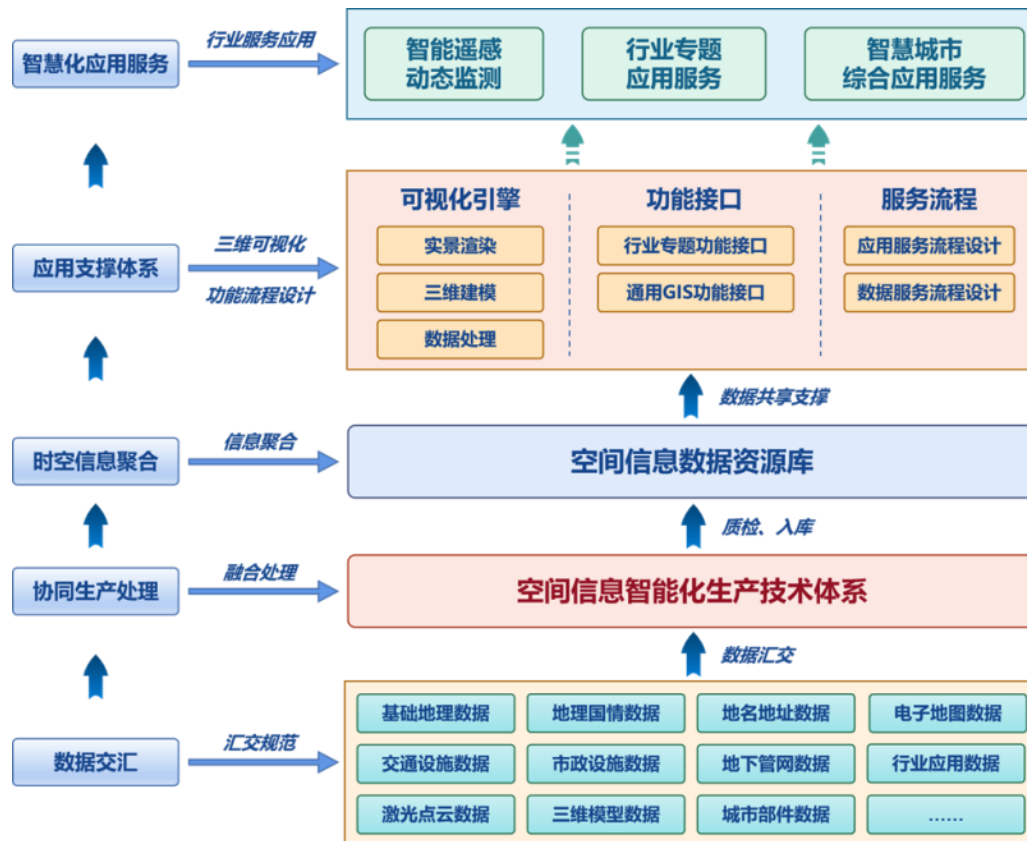 智慧化应用服务
行业服务应用
智能遥感
动态监测
行业专题
应用服务
智慧城市
综合应用服务
应用支撑体系
三维可视化
功能流程设计
可视化引擎
实景渲染
三维建模
数据处理
功能接口
行业专题功能接口
通用GIS功能接口
服务流程
应用服务流程设计
数据服务流程设计
数据共享支撑
时空信息聚合
信息聚合
空间信息数据资源库
质检、入库
协同生产处理
融合处理
空间信息智能化生产技术体系
数据汇交
数据交汇
汇交规范
基础地理数据
地理国情数据
地名地址数据
电子地图数据
交通设施数据
市政设施数据
地下管网数据
行业应用数据
激光点云数据
三维模型数据
城市部件数据
......